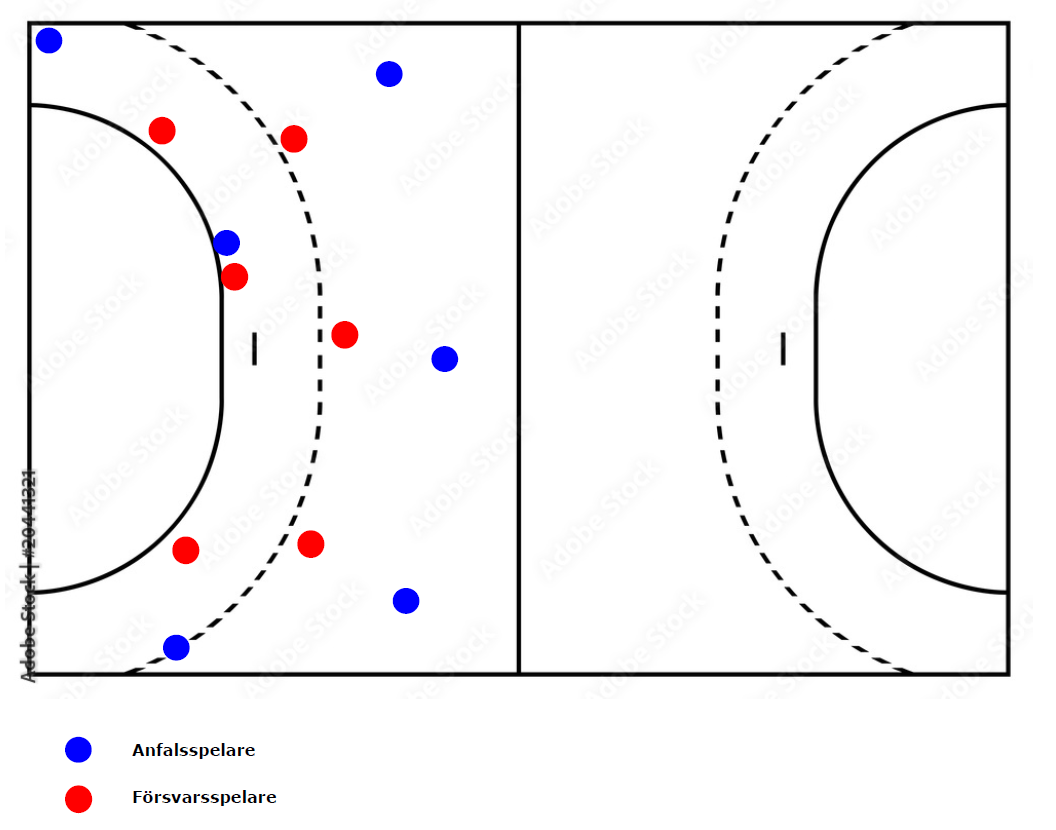 Adobe Stock | #20441321
Anfalsspelare
Försvarsspelare